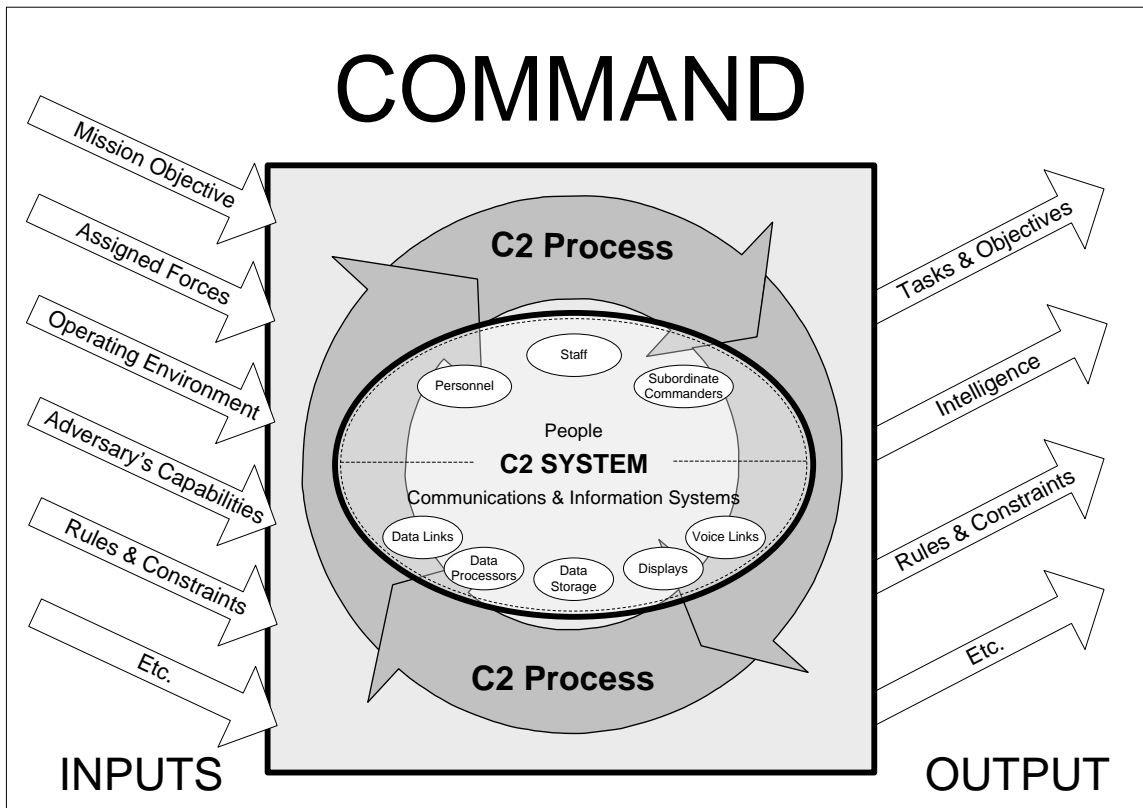 COMMAND
Mission Objective
Assigned Forces
Operating Environment
Adversary's Capabilities
Rules & Constraints
Etc.
INPUTS
C2 Process
Staff
Personnel
Subordinate
Commanders
People
C2 SYSTEM
Communications & Information Systems
Data Links
Voice Links
Data
Processors
Data
Storage
Displays
C2 Process
Tasks & Objectives
Intelligence
Rules & Constraints
Etc.
OUTPUT